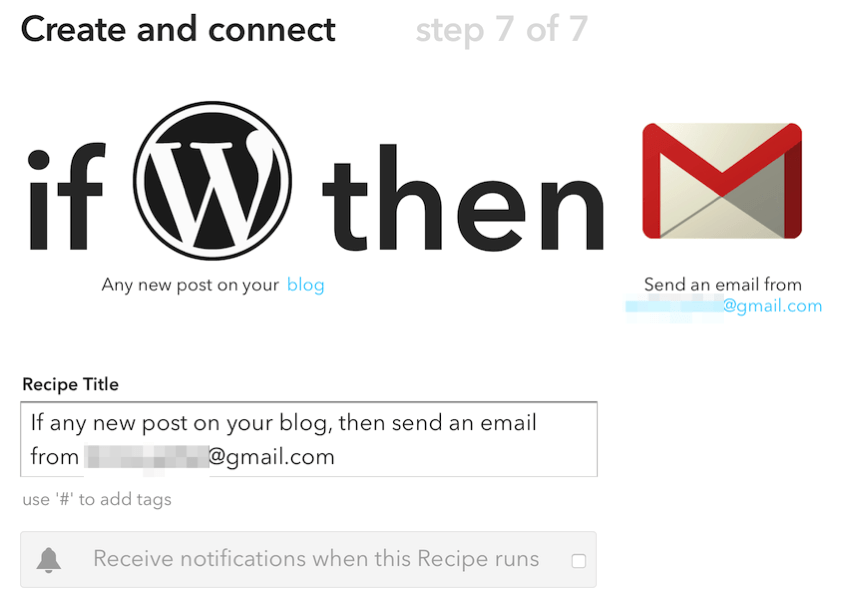 Create and connect step 7 of 7
if W then M
Any new post on your blog
Send an email from
@gmail.com
Recipe Title
If any new post on your blog, then send an email
from @gmail.com
use '#' to add tags
Receive notifications when this Recipe runs